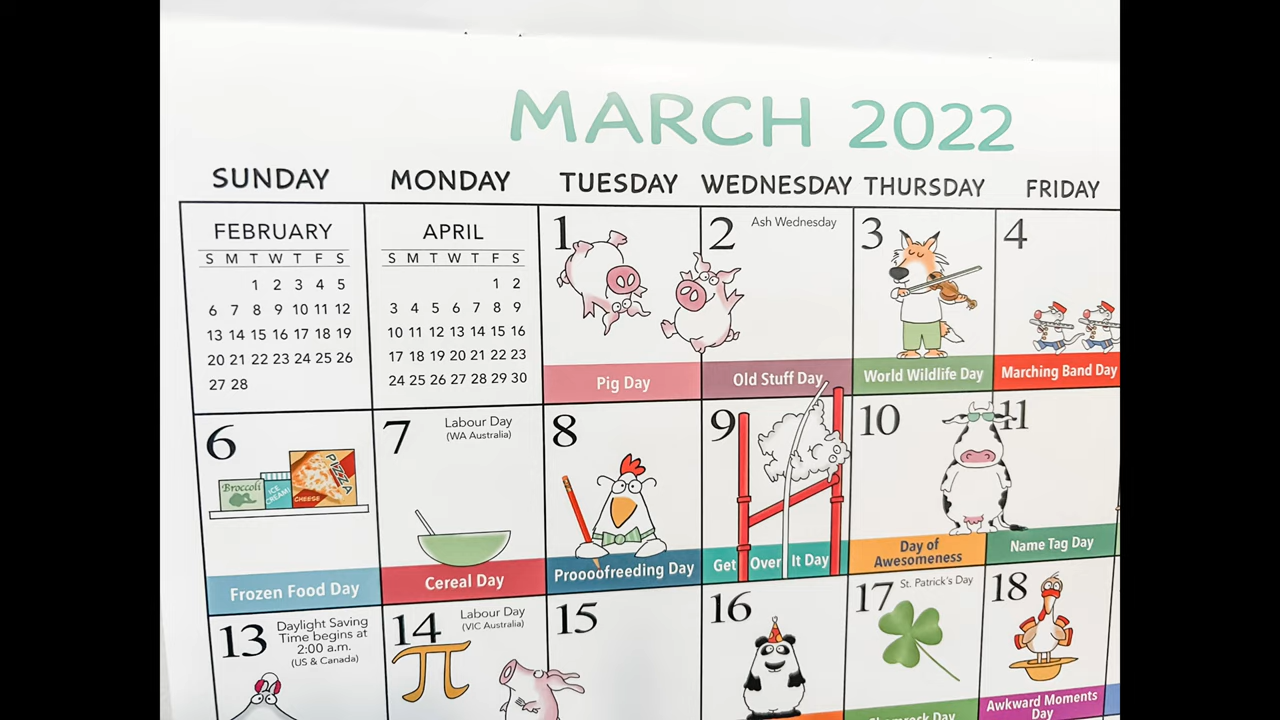 MARCH 2022
SUNDAY MONDAY TUESDAY WEDNESDAY THURSDAY FRIDAY
FEBRUARY
S M T W T F S
1 2 3 4 5
6 7 8 9 10 11 12
13 14 15 16 17 18 19
20 21 22 23 24 25 26
27 28
APRIL
S M T W T F S
1 2
3 4 5 6 7 8 9
10 11 12 13 14 15 16
17 18 19 20 21 22 23
24 25 26 27 28 29 30
1
Pig Day
2 Ash Wednesday
Old Stuff Day
3
World Wildlife Day
4
Marching Band Day
6
Broccoli
ICE
CREAM
PIZZA
CHEESE
Frozen Food Day
7 Labour Day
(WA Australia)
Cereal Day
8
Proooofreeding Day
9
Get Over It Day
10
Day of
Awesomeness
11
Name Tag Day
13 Daylight Saving
Time begins at
2:00 a.m.
(US & Canada)
14 Labour Day
(VIC Australia)
π
15
16
17 St. Patrick's Day
Shamrock Day
18
Awkward Moments
Day